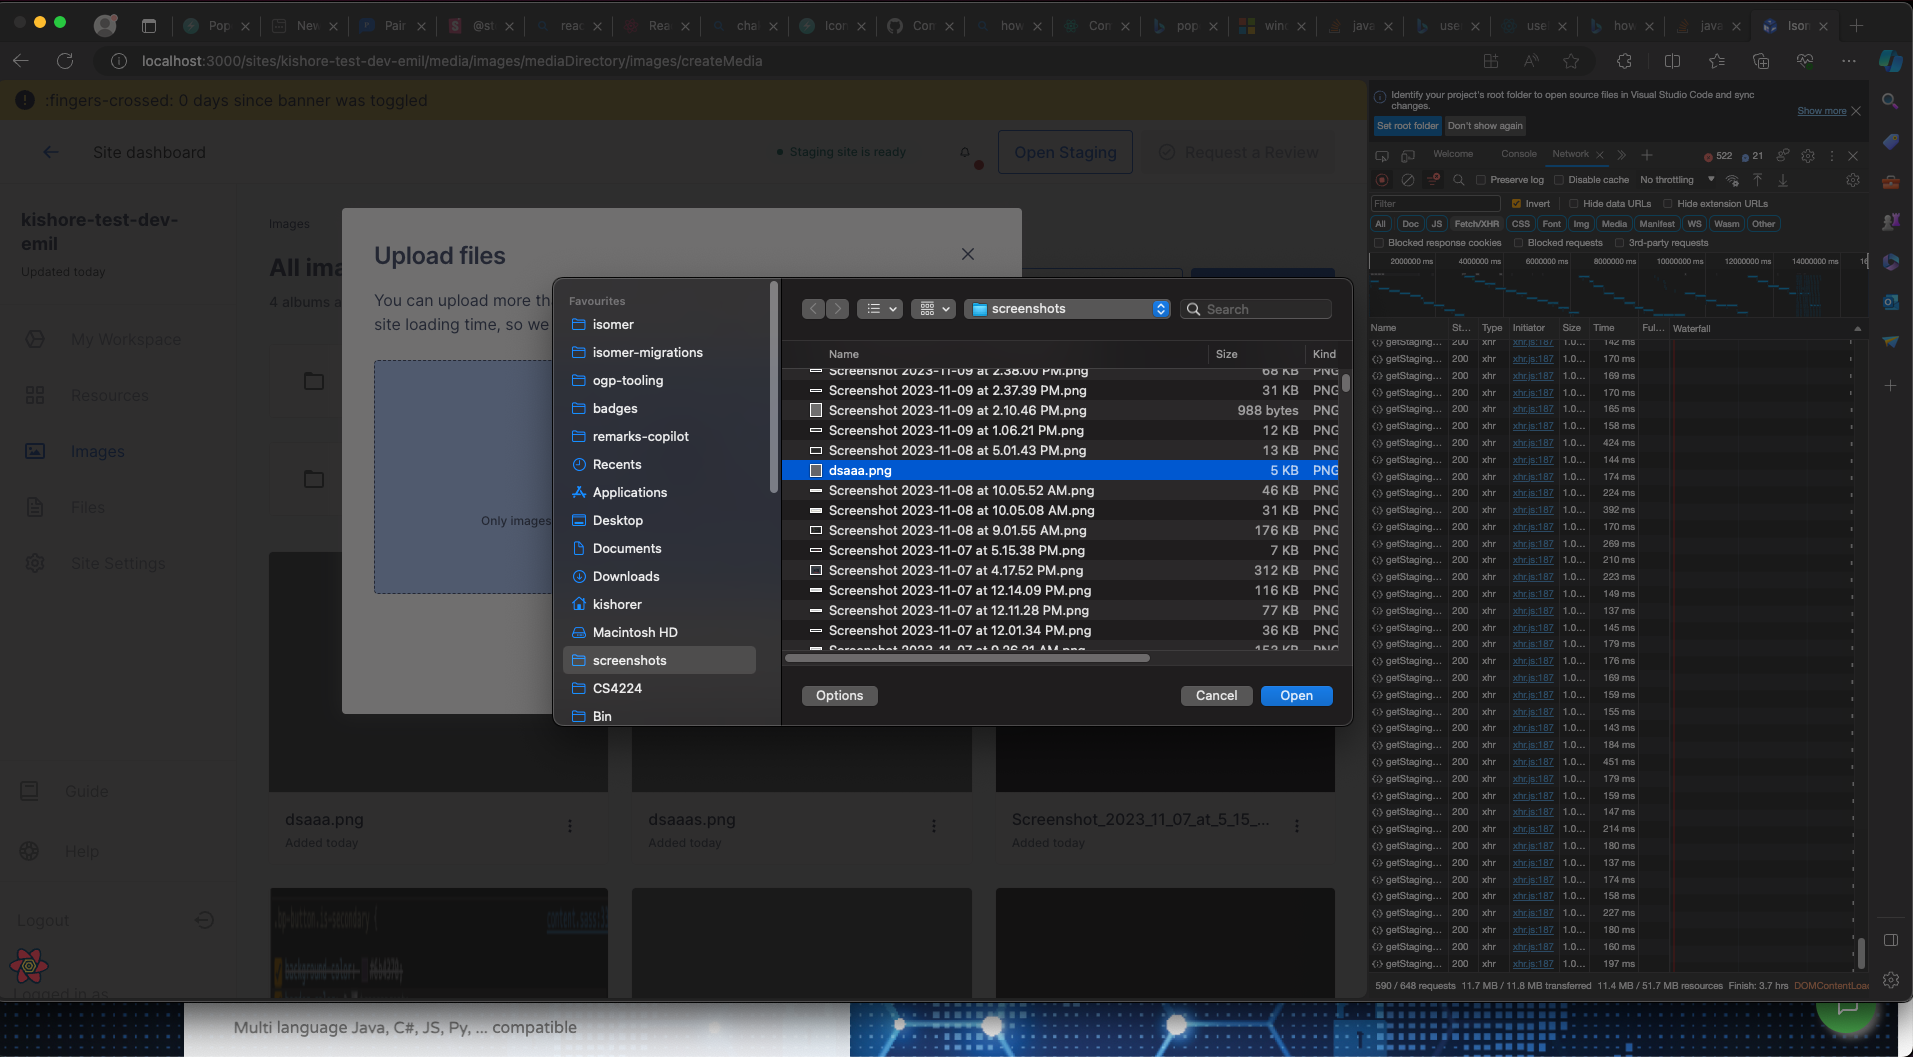 Pop
New
Pair
@st
reac
Rea
chal
Icon
Con
how
Con
pop
wind
java
use
usel
how
java
Ison
localhost:3000/sites/kishore-test-dev-emil/media/images/mediaDirectory/images/createMedia
:fingers-crossed: 0 days since banner was toggled
Site dashboard
Staging site is ready
Open Staging
Request a Review
kishore-test-dev-emil
Updated today
My Workspace
Resources
Images
Files
Site Settings
Guide
Help
Logout
Logged in as
Images
All ima
4 albums a
Upload files
You can upload more th
site loading time, so we
Only images
Favourites
isomer
isomer-migrations
ogp-tooling
badges
remarks-copilot
Recents
Applications
Desktop
Documents
Downloads
kishorer
Macintosh HD
screenshots
CS4224
Bin
screenshots
Search
Name Size Kind
Screenshot 2023-11-09 at 2.38.00 PM.png 68 KB PNG
Screenshot 2023-11-09 at 2.37.39 PM.png 31 KB PNG
Screenshot 2023-11-09 at 2.10.46 PM.png 988 bytes PNG
Screenshot 2023-11-09 at 1.06.21 PM.png 12 KB PNG
Screenshot 2023-11-08 at 5.01.43 PM.png 13 KB PNG
dsaaa.png 5 KB PNG
Screenshot 2023-11-08 at 10.05.52 AM.png 46 KB PNG
Screenshot 2023-11-08 at 10.05.08 AM.png 31 KB PNG
Screenshot 2023-11-08 at 9.01.55 AM.png 176 KB PNG
Screenshot 2023-11-07 at 5.15.38 PM.png 7 KB PNG
Screenshot 2023-11-07 at 4.17.52 PM.png 312 KB PNG
Screenshot 2023-11-07 at 12.14.09 PM.png 116 KB PNG
Screenshot 2023-11-07 at 12.11.28 PM.png 77 KB PNG
Screenshot 2023-11-07 at 12.01.34 PM.png 36 KB PNG
Screenshot 2023-11-07 at 9.26.21 AM.png 153 KB PNG
Options
Cancel
Open
dsaaa.png
Added today
dsaaas.png
Added today
Screenshot_2023_11_07_at_5_15_...
Added today
.bp-button.is-secondary {
background-color:
Multi language Java, C#, JS, Py, ... compatible
Identify your project's root folder to open source files in Visual Studio Code and sync
changes.
Show more
Set root folder
Don't show again
Welcome Console Network
522 21
Preserve log Disable cache No throttling
Filter Invert Hide data URLs Hide extension URLs
All Doc JS Fetch/XHR CSS Font Img Media Manifest WS Wasm Other
Blocked response cookies Blocked requests 3rd-party requests
2000000 ms 4000000 ms 6000000 ms 8000000 ms 10000000 ms 12000000 ms 14000000 ms 16
Name St... Type Initiator Size Time Ful... Waterfall
getStaging... 200 xhr xhr.js:187 1.0... 142 ms
getStaging... 200 xhr xhr.js:187 1.0... 170 ms
getStaging... 200 xhr xhr.js:187 1.0... 169 ms
getStaging... 200 xhr xhr.js:187 1.0... 170 ms
getStaging... 200 xhr xhr.js:187 1.0... 165 ms
getStaging... 200 xhr xhr.js:187 1.0... 158 ms
getStaging... 200 xhr xhr.js:187 1.0... 424 ms
getStaging... 200 xhr xhr.js:187 1.0... 144 ms
getStaging... 200 xhr xhr.js:187 1.0... 174 ms
getStaging... 200 xhr xhr.js:187 1.0... 224 ms
getStaging... 200 xhr xhr.js:187 1.0... 392 ms
getStaging... 200 xhr xhr.js:187 1.0... 170 ms
getStaging... 200 xhr xhr.js:187 1.0... 269 ms
getStaging... 200 xhr xhr.js:187 1.0... 210 ms
getStaging... 200 xhr xhr.js:187 1.0... 223 ms
getStaging... 200 xhr xhr.js:187 1.0... 149 ms
getStaging... 200 xhr xhr.js:187 1.0... 137 ms
getStaging... 200 xhr xhr.js:187 1.0... 145 ms
getStaging... 200 xhr xhr.js:187 1.0... 179 ms
getStaging... 200 xhr xhr.js:187 1.0... 176 ms
getStaging... 200 xhr xhr.js:187 1.0... 169 ms
getStaging... 200 xhr xhr.js:187 1.0... 159 ms
getStaging... 200 xhr xhr.js:187 1.0... 155 ms
getStaging... 200 xhr xhr.js:187 1.0... 143 ms
getStaging... 200 xhr xhr.js:187 1.0... 184 ms
getStaging... 200 xhr xhr.js:187 1.0... 451 ms
getStaging... 200 xhr xhr.js:187 1.0... 179 ms
getStaging... 200 xhr xhr.js:187 1.0... 159 ms
getStaging... 200 xhr xhr.js:187 1.0... 147 ms
getStaging... 200 xhr xhr.js:187 1.0... 214 ms
getStaging... 200 xhr xhr.js:187 1.0... 180 ms
getStaging... 200 xhr xhr.js:187 1.0... 137 ms
getStaging... 200 xhr xhr.js:187 1.0... 174 ms
getStaging... 200 xhr xhr.js:187 1.0... 158 ms
getStaging... 200 xhr xhr.js:187 1.0... 227 ms
getStaging... 200 xhr xhr.js:187 1.0... 180 ms
getStaging... 200 xhr xhr.js:187 1.0... 160 ms
getStaging... 200 xhr xhr.js:187 1.0... 197 ms
590 / 648 requests 11.7 MB / 11.8 MB transferred 11.4 MB / 51.7 MB resources Finish: 3.7 hrs DOMContentLoa